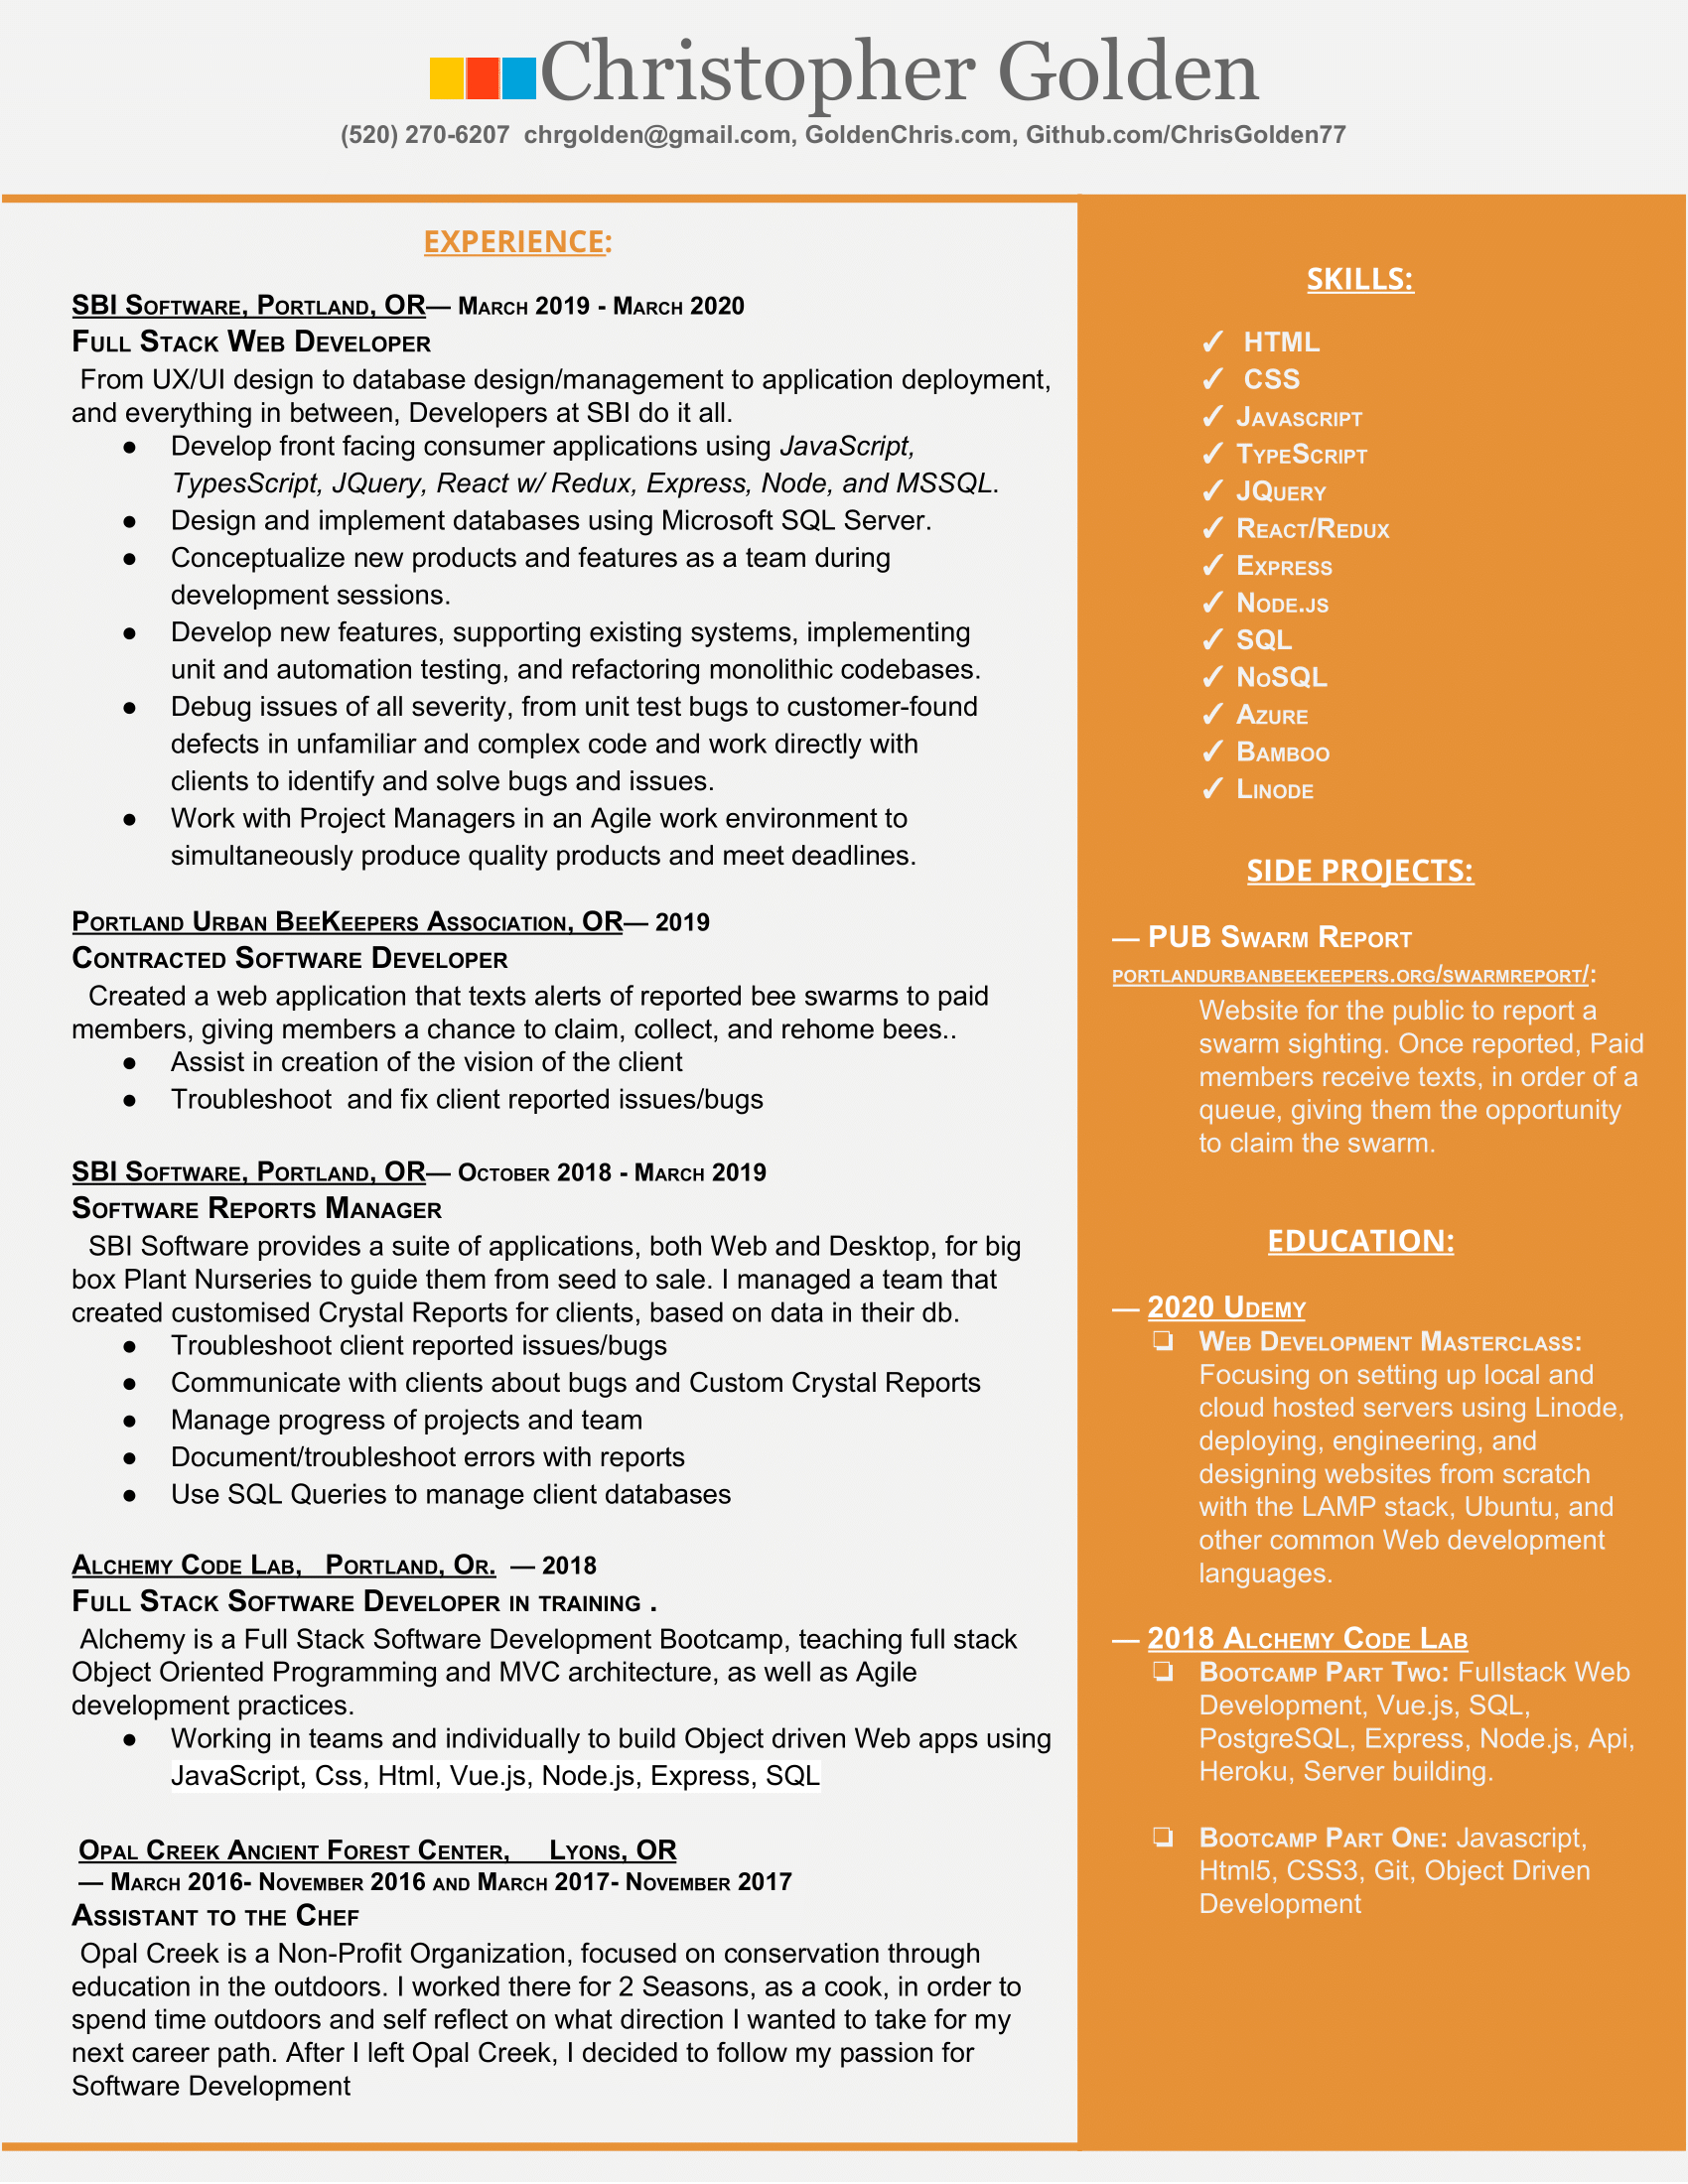 Christopher Golden
(520) 270-6207  chrgolden@gmail.com, GoldenChris.com, Github.com/ChrisGolden77
EXPERIENCE:
SBI Software, Portland, OR— March 2019 - March 2020
Full Stack Web Developer
From UX/UI design to database design/management to application deployment,
and everything in between, Developers at SBI do it all.
● Develop front facing consumer applications using JavaScript,
TypesScript, JQuery, React w/ Redux, Express, Node, and MSSQL.
● Design and implement databases using Microsoft SQL Server.
● Conceptualize new products and features as a team during
development sessions.
● Develop new features, supporting existing systems, implementing
unit and automation testing, and refactoring monolithic codebases.
● Debug issues of all severity, from unit test bugs to customer-found
defects in unfamiliar and complex code and work directly with
clients to identify and solve bugs and issues.
● Work with Project Managers in an Agile work environment to
simultaneously produce quality products and meet deadlines.
Portland Urban BeeKeepers Association, OR— 2019
Contracted Software Developer
Created a web application that texts alerts of reported bee swarms to paid
members, giving members a chance to claim, collect, and rehome bees..
● Assist in creation of the vision of the client
● Troubleshoot  and fix client reported issues/bugs
SBI Software, Portland, OR— October 2018 - March 2019
Software Reports Manager
SBI Software provides a suite of applications, both Web and Desktop, for big
box Plant Nurseries to guide them from seed to sale. I managed a team that
created customised Crystal Reports for clients, based on data in their db.
● Troubleshoot client reported issues/bugs
● Communicate with clients about bugs and Custom Crystal Reports
● Manage progress of projects and team
● Document/troubleshoot errors with reports
● Use SQL Queries to manage client databases
Alchemy Code Lab,   Portland, Or.  — 2018
Full Stack Software Developer in training .
Alchemy is a Full Stack Software Development Bootcamp, teaching full stack
Object Oriented Programming and MVC architecture, as well as Agile
development practices.
● Working in teams and individually to build Object driven Web apps using
JavaScript, Css, Html, Vue.js, Node.js, Express, SQL
Opal Creek Ancient Forest Center,     Lyons, OR
— March 2016- November 2016 and March 2017- November 2017
Assistant to the Chef
Opal Creek is a Non-Profit Organization, focused on conservation through
education in the outdoors. I worked there for 2 Seasons, as a cook, in order to
spend time outdoors and self reflect on what direction I wanted to take for my
next career path. After I left Opal Creek, I decided to follow my passion for
Software Development
SKILLS:
✓ HTML
✓ CSS
✓ Javascript
✓ TypeScript
✓ JQuery
✓ React/Redux
✓ Express
✓ Node.js
✓ SQL
✓ NoSQL
✓ Azure
✓ Bamboo
✓ Linode
SIDE PROJECTS:
— PUB Swarm Report
portlandurbanbeekeepers.org/swarmreport/:
Website for the public to report a
swarm sighting. Once reported, Paid
members receive texts, in order of a
queue, giving them the opportunity
to claim the swarm.
EDUCATION:
— 2020 Udemy
❏ Web Development Masterclass:
Focusing on setting up local and
cloud hosted servers using Linode,
deploying, engineering, and
designing websites from scratch
with the LAMP stack, Ubuntu, and
other common Web development
languages.
— 2018 Alchemy Code Lab
❏ Bootcamp Part Two: Fullstack Web
Development, Vue.js, SQL,
PostgreSQL, Express, Node.js, Api,
Heroku, Server building.
❏ Bootcamp Part One: Javascript,
Html5, CSS3, Git, Object Driven
Development